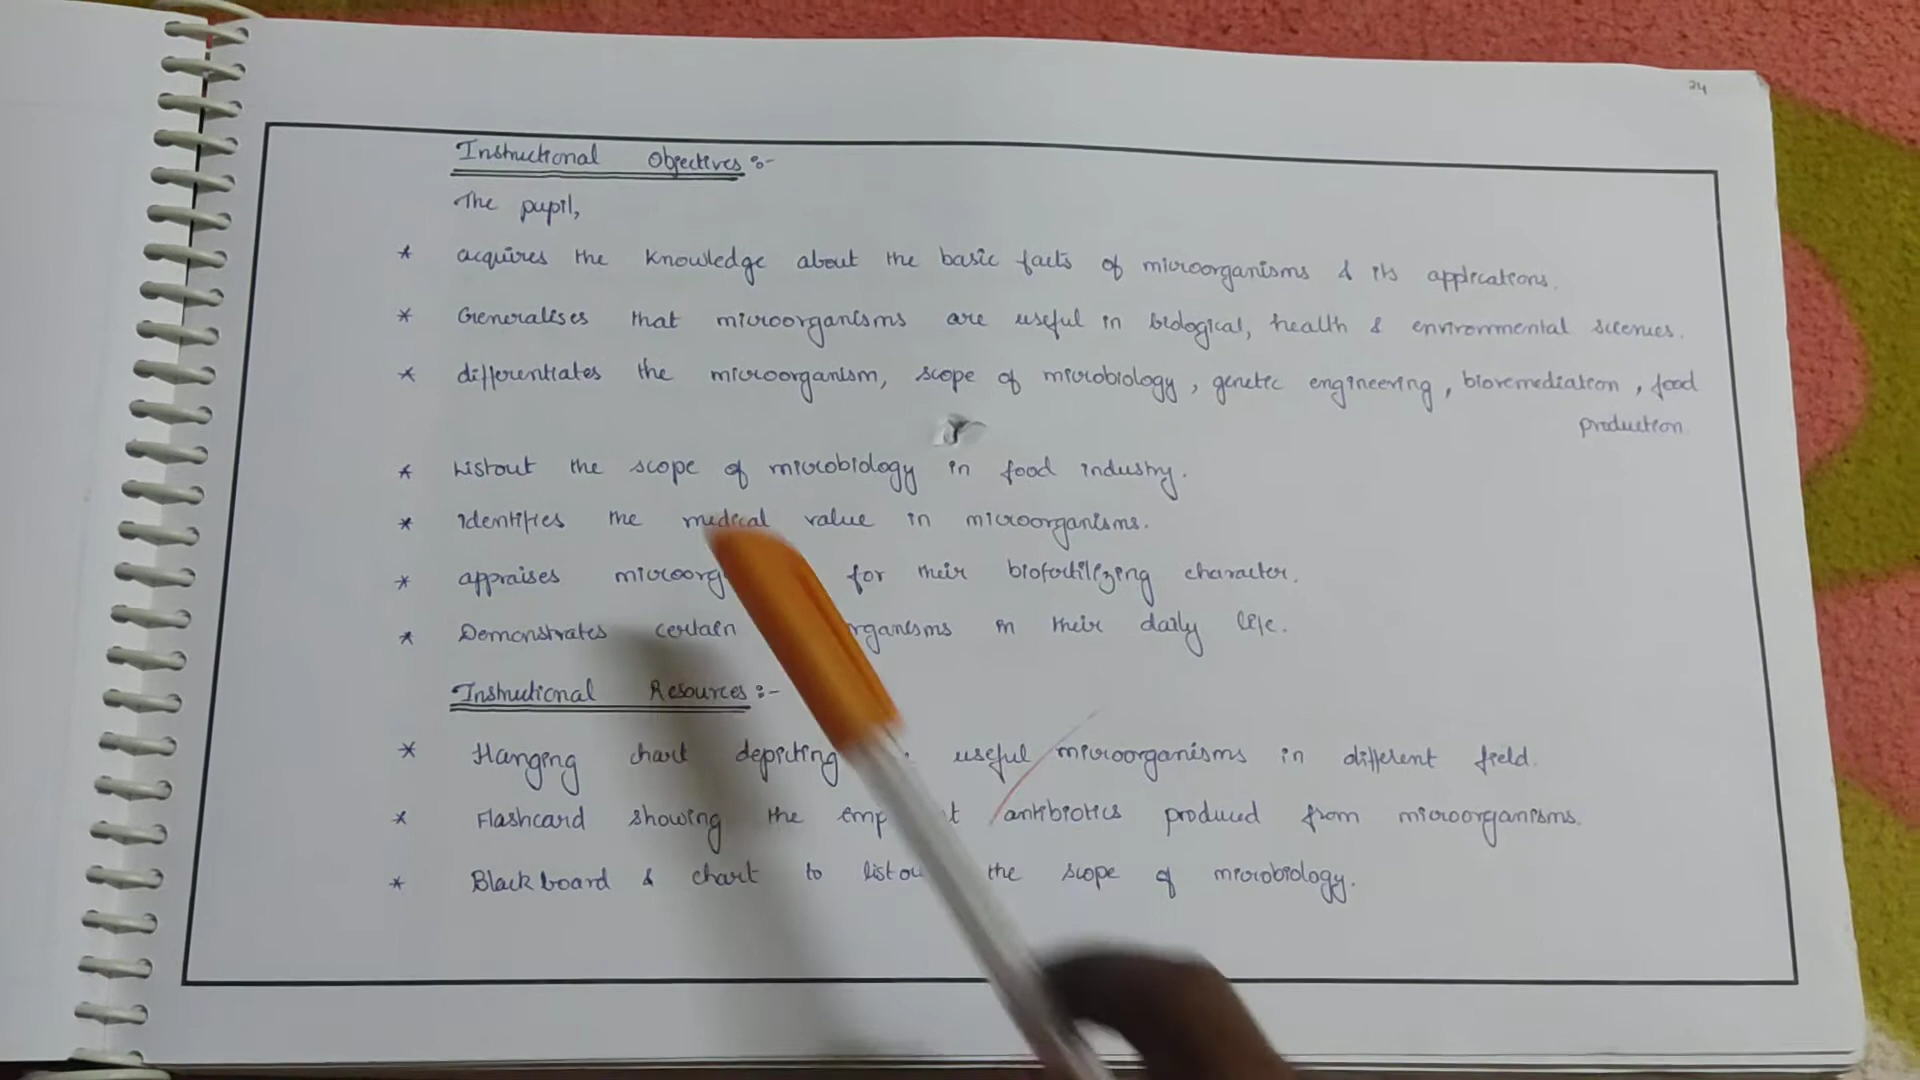 24
Instructional Objectives :-
The pupil,
* acquires the knowledge about the basic facts of microorganisms & its applications.
* Generalises that microorganisms are useful in biological, health & environmental sciences.
* differentiates the microorganism, scope of microbiology, genetic engineering, bioremediation, food
production
* Listout the scope of microbiology in food industry.
* Identifies the medical value in microorganisms.
* appraises for their biofertilizing character.
* Demonstrates certain in their daily life.
Instructional Resources :-
* Hanging chart depicting useful microorganisms in different field.
* Flashcard showing the antibiotics produced from microorganisms.
* Black board & chart to the scope of microbiology.